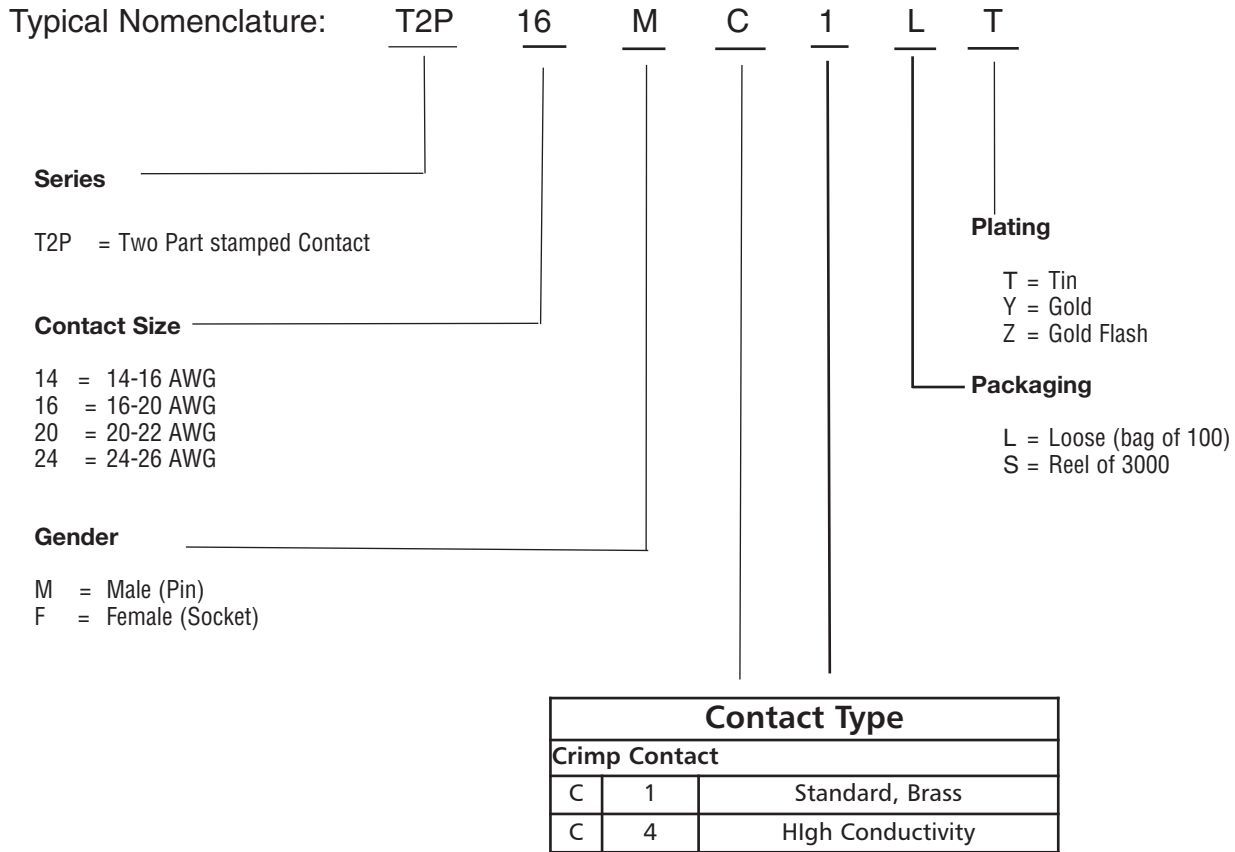 Typical Nomenclature: T2P 16 M C 1 L T
Series
T2P = Two Part stamped Contact
Contact Size
14 = 14-16 AWG
16 = 16-20 AWG
20 = 20-22 AWG
24 = 24-26 AWG
Gender
M = Male (Pin)
F = Female (Socket)
Plating
T = Tin
Y = Gold
Z = Gold Flash
Packaging
L = Loose (bag of 100)
S = Reel of 3000
Contact Type
Crimp Contact
C 1 Standard, Brass
C 4 HIgh Conductivity